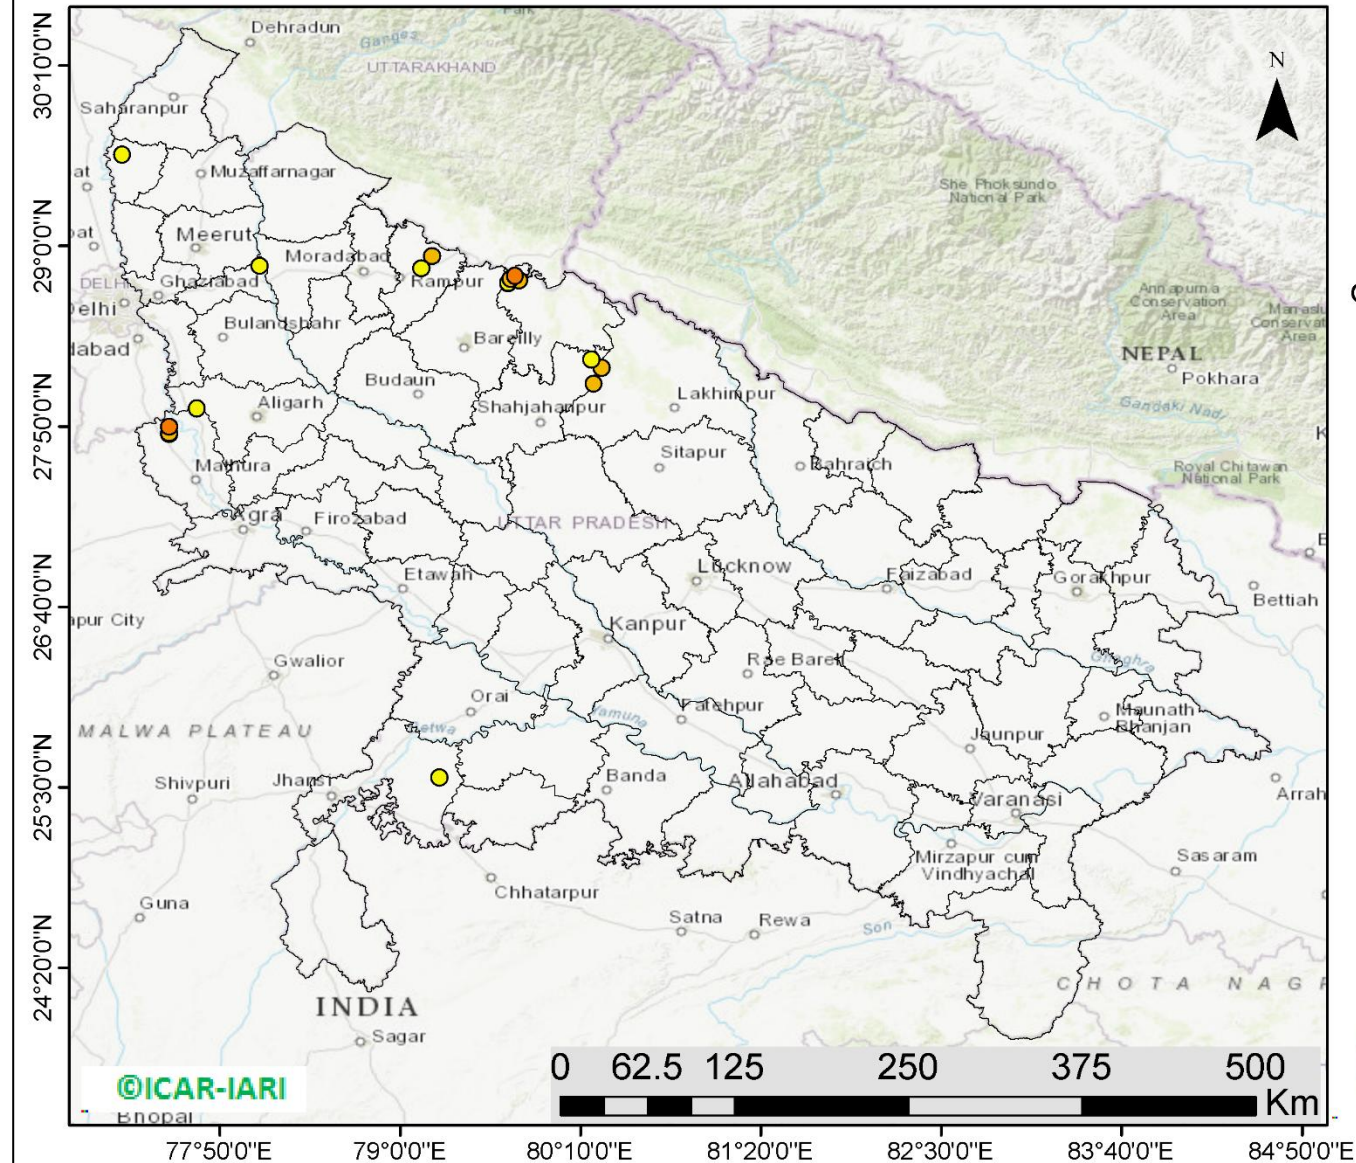 30°10'0"N
29°0'0"N
27°50'0"N
26°40'0"N
25°30'0"N
24°20'0"N
Dehradun
Ganges
UTTARAKHAND
N
Saharanpur
Muzaffarnagar
She Phoksundo
National Park
Meerut
Moradabad
Ghaziabad
Rampur
Annapurna
Conservation
Area
Delhi
Bulandshahr
Bareilly
dabad
NEPAL
Pokhara
Budaun
Aligarh
Shahjahanpur
Lakhimpur
Gandaki Nadi
Mathura
Sitapur
Bahraich
Royal Chitawan
National Park
Agra
Firozabad
UTTAR PRADESH
Etawah
Lucknow
Faizabad
Gorakhpur
Bettiah
apur City
Kanpur
Gwalior
Rae Bareli
Ghaghra
Orai
Fatehpur
Yamuna
Betwa
Maunath
Bhanjan
MALWA PLATEAU
Jaunpur
Shivpuri
Jhansi
Banda
Allahabad
Varanasi
Arrah
Mirzapur cum
Vindhyachal
Sasaram
Chhatarpur
Guna
Satna
Rewa
Son
CHOTA NAGP
INDIA
Sagar
©ICAR-IARI
Bhopal
0 62.5 125 250 375 500
Km
77°50'0"E 79°0'0"E 80°10'0"E 81°20'0"E 82°30'0"E 83°40'0"E 84°50'0"E